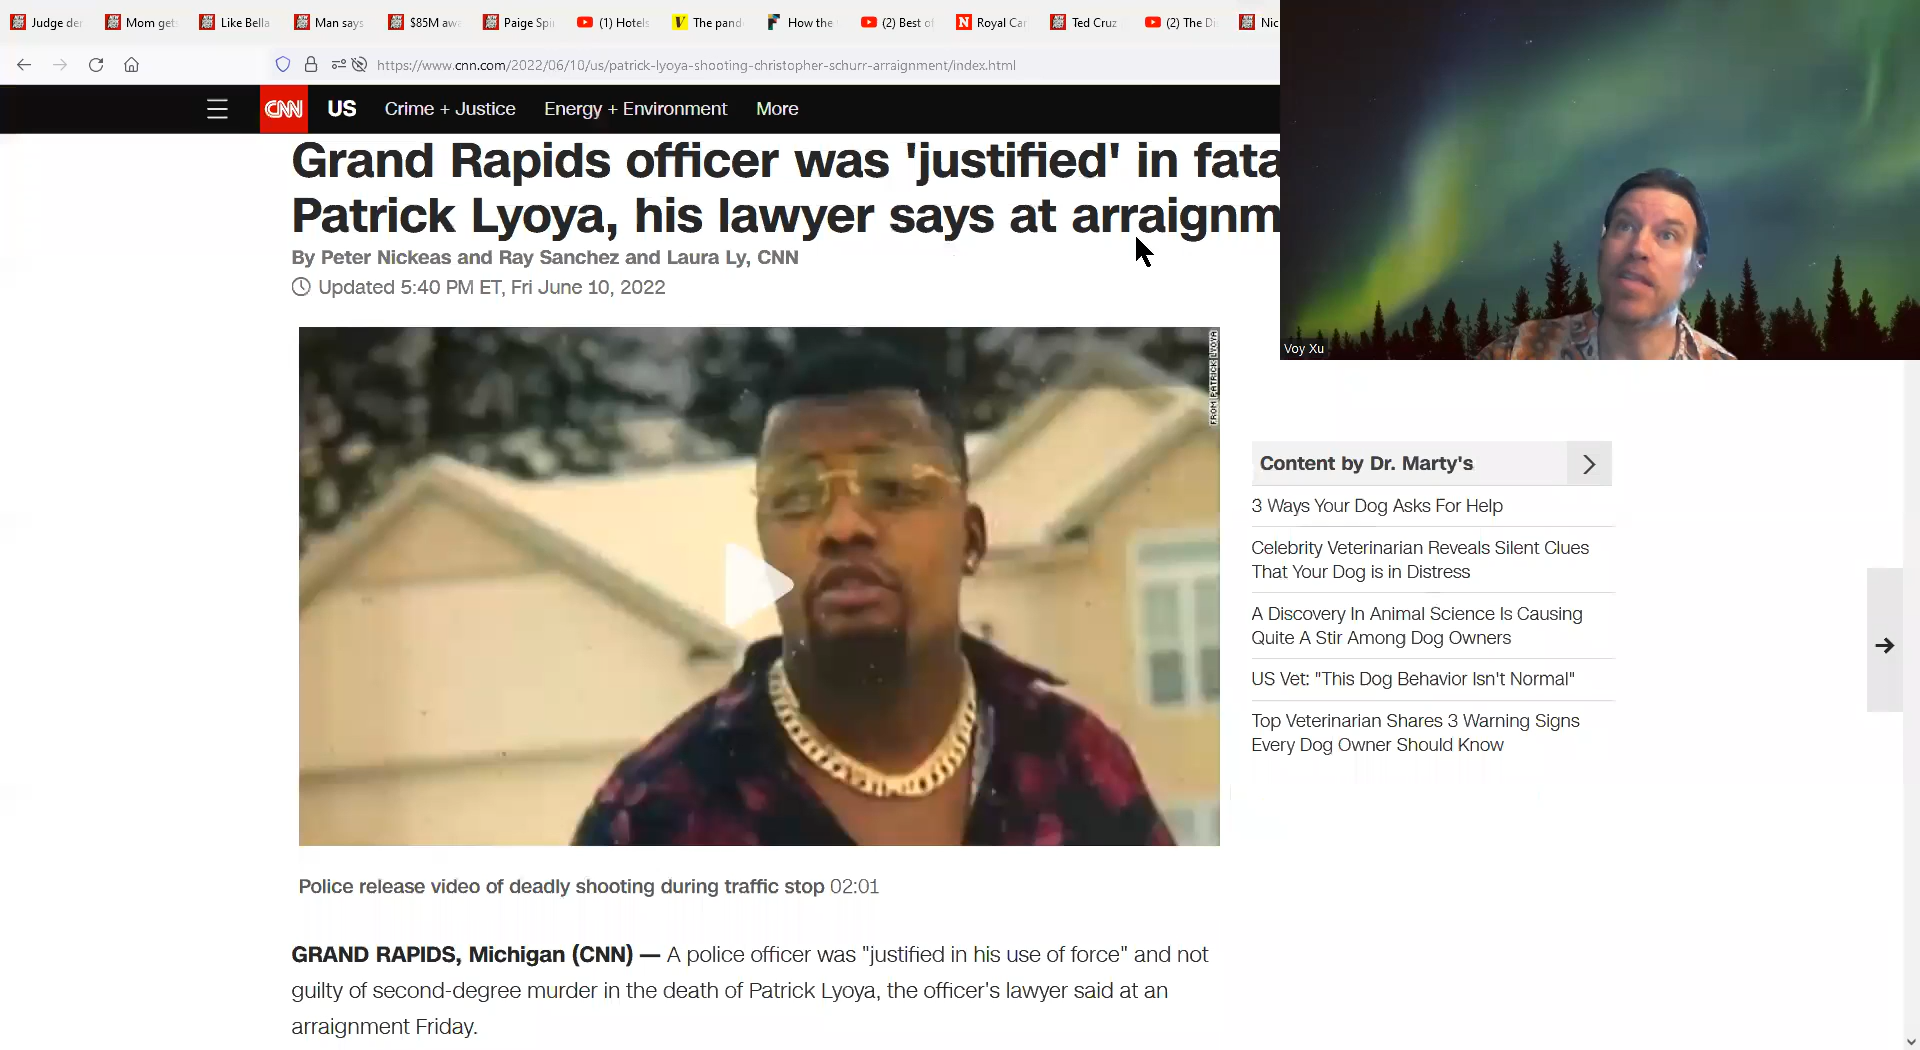 Judge de
Mom get
Like Bella
Man says
$85M awa
Paige Spi
(1) Hotels
The pand
How the
(2) Best of
Royal Car
Ted Cruz
(2) The Di
Nic
https://www.cnn.com/2022/06/10/us/patrick-lyoya-shooting-christopher-schurr-arraignment/index.html
CNN US Crime + Justice Energy + Environment More
Grand Rapids officer was 'justified' in fata
Patrick Lyoya, his lawyer says at arraignm
By Peter Nickeas and Ray Sanchez and Laura Ly, CNN
Updated 5:40 PM ET, Fri June 10, 2022
Voy Xu
FROM PATRICK LYOYA
Content by Dr. Marty's
3 Ways Your Dog Asks For Help
Celebrity Veterinarian Reveals Silent Clues
That Your Dog is in Distress
A Discovery In Animal Science Is Causing
Quite A Stir Among Dog Owners
US Vet: "This Dog Behavior Isn't Normal"
Top Veterinarian Shares 3 Warning Signs
Every Dog Owner Should Know
Police release video of deadly shooting during traffic stop 02:01
GRAND RAPIDS, Michigan (CNN) — A police officer was "justified in his use of force" and not
guilty of second-degree murder in the death of Patrick Lyoya, the officer's lawyer said at an
arraignment Friday.